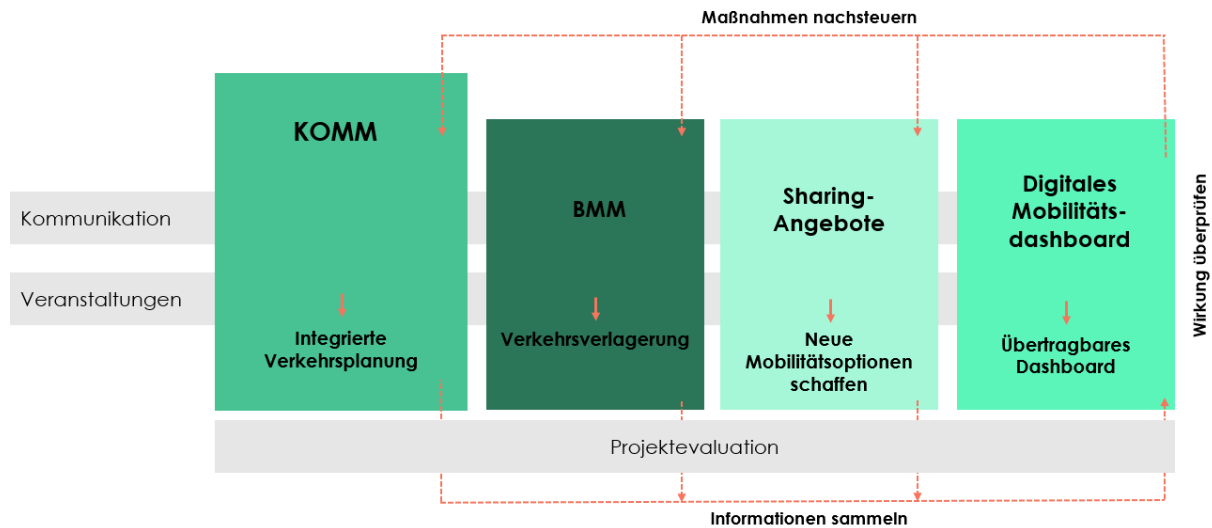 Maßnahmen nachsteuern
KOMM
BMM
Sharing-
Angebote
Digitales
Mobilitäts-
dashboard
Kommunikation
Veranstaltungen
Integrierte
Verkehrsplanung
Verkehrsverlagerung
Neue
Mobilitätsoptionen
schaffen
Übertragbares
Dashboard
Wirkung überprüfen
Projektevaluation
Informationen sammeln